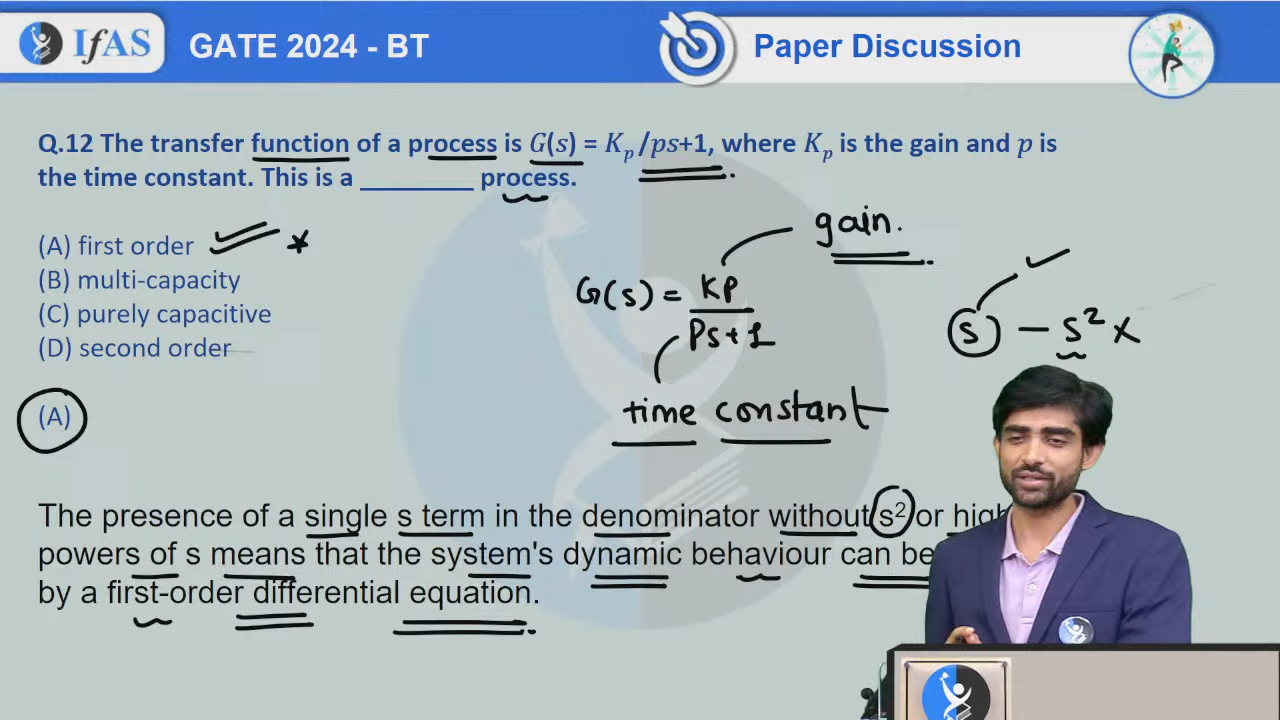 IfAS
GATE 2024 - BT
Paper Discussion
Q.12 The transfer function of a process is G(s) = Kₚ /ps+1, where Kₚ is the gain and p is
the time constant. This is a ________ process.
(A) first order
(B) multi-capacity
(C) purely capacitive
(D) second order
(A)
gain.
G(s) = KP
Ps+1
time constant
s – s² x
The presence of a single s term in the denominator without s² or
powers of s means that the system's dynamic behaviour can be
by a first-order differential equation.